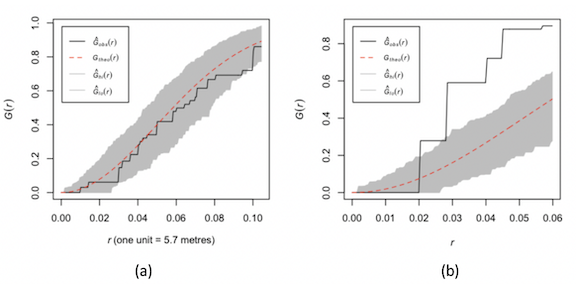 G(r)
0.0 0.2 0.4 0.6 0.8 1.0
Ĝobs(r)
Gtheo(r)
Ĝhi(r)
Ĝlo(r)
0.00 0.02 0.04 0.06 0.08 0.10
r (one unit = 5.7 metres)
(a)
G(r)
0.0 0.2 0.4 0.6 0.8
Ĝobs(r)
Gtheo(r)
Ĝhi(r)
Ĝlo(r)
0.00 0.01 0.02 0.03 0.04 0.05 0.06
r
(b)